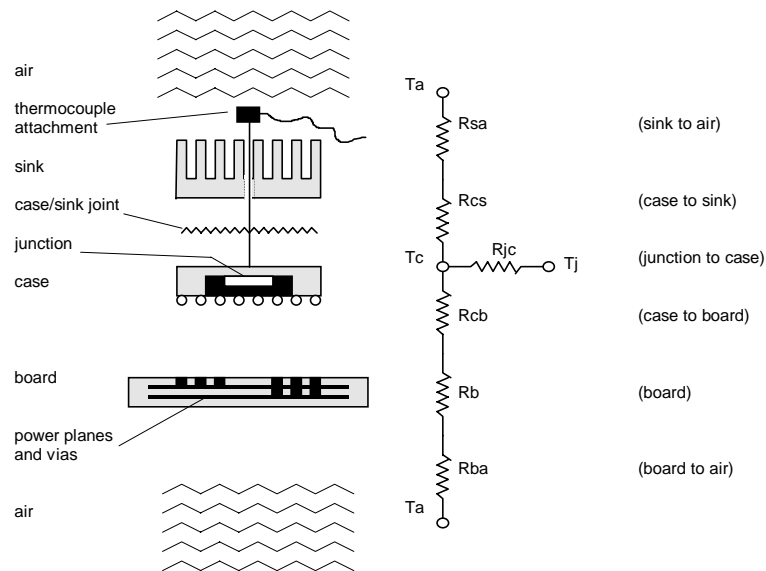 air
thermocouple
attachment
sink
case/sink joint
junction
case
board
power planes
and vias
air
Ta
Rsa
(sink to air)
Rcs
(case to sink)
Tc
Rjc
Tj
(junction to case)
Rcb
(case to board)
Rb
(board)
Rba
(board to air)
Ta